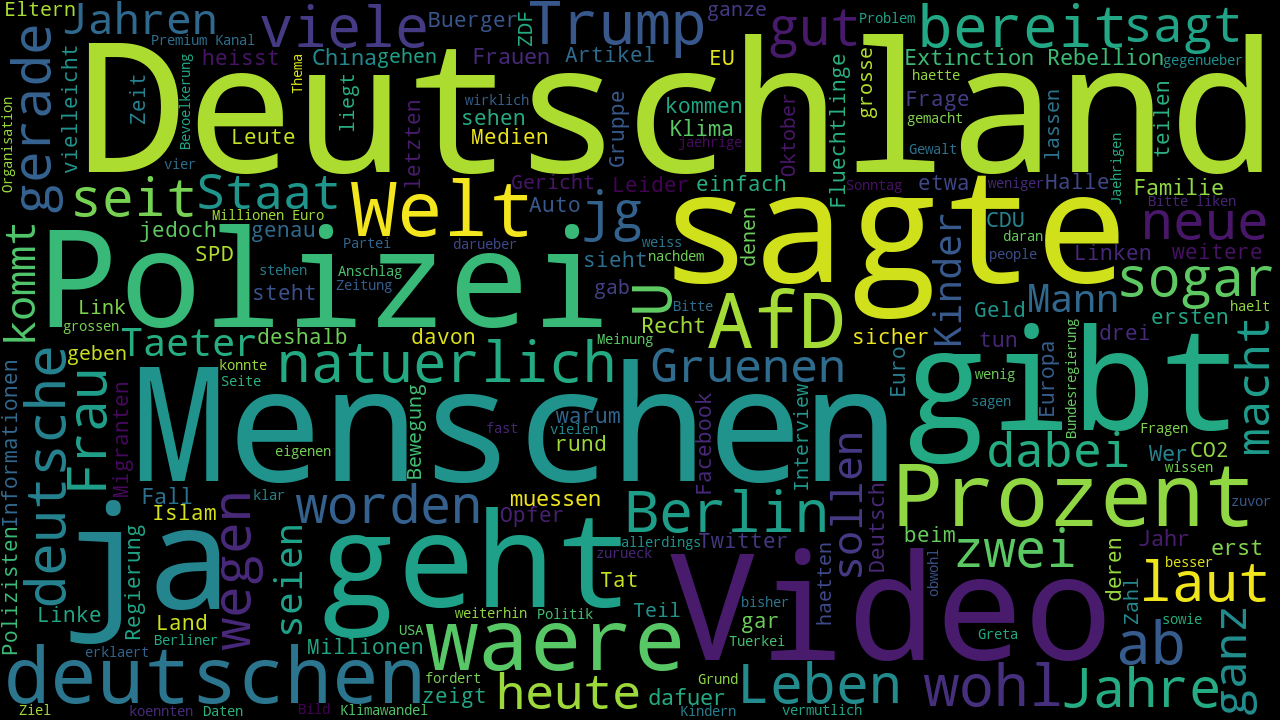 Eltern Jahren viele Buerger ZDF Trump ganze gut Problem bereit sagt
Premium Kanal heisst China gehen Frauen Artikel EU Extinction Rebellion gegenueber
gerade vielleicht Zeit Bevoelkerung Thema Deutschland haette grosse
Organisation Leute liegt letzten wirklich sehen Medien Gruppe kommen Klima jaehrige Oktober Fluechtlinge Frage gemacht Gewalt lassen teilen Jaehrigen
vier seit Staat Welt Gericht Leider einfach Sonntag etwa weniger Halle Familie
Millionen Euro Auto jg sagte denen CDU Bitte liken neue
jedoch genau Partei darueber weiss daran Linken weitere
kommt Polizei SPD stehen Anschlag sieht nachdem people sogar
steht Zeitung gab U Bitte Kinder Geld Mann haelt
Link grossen Recht AfD sicher ersten
Taeter deshalb davon Meinung tun drei
geben konnte natuerlich Gruenen Euro gibt macht
Informationen deutsche Frau Seite Menschen wenig Europa Bundesregierung
Migranten Bewegung warum vielen Facebook Interview sagen Fragen
eigenen fast rund sollen dabei Wer CO2 wissen
Fall klar worden muessen Berlin Prozent zuvor
Islam Opfer
Polizisten ja wegen seien geht allerdings Twitter Deutsch beim zwei Jahr erst
Regierung zurueck Tat Video haetten obwohl deren Zahl besser laut
Linke Land weiterhin Politik Teil bisher sowie
Berliner Millionen USA waere gar Tuerkei Greta ab ganz
erklaert
deutschen fordert zeigt heute dafuer Grund Leben wohl Jahre
Ziel koennten Daten Bild Klimawandel Kindern vermutlich